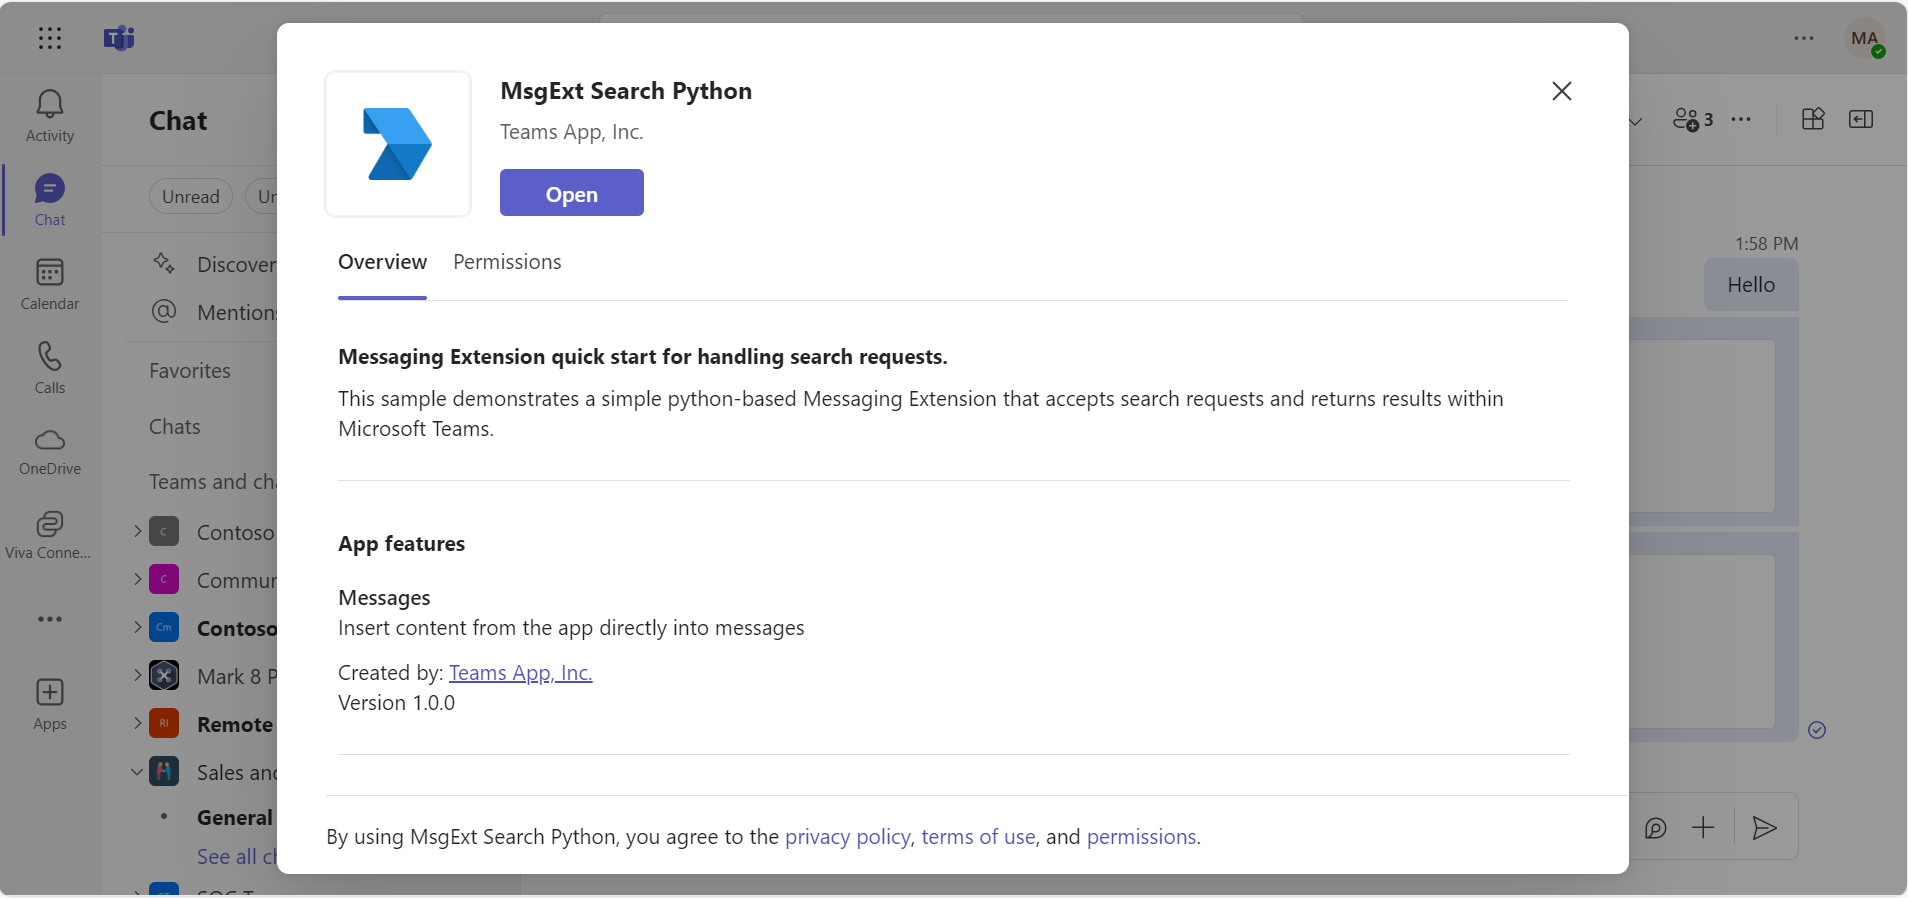 MA
Activity
Chat
Calendar
Calls
OneDrive
Viva Conne...
Apps
Chat
Unread
Discover
Mentions
Favorites
Chats
Teams and
C
Contoso
C
Cm
Contoso
Mark 8
RI
Remote
Sales
General
See all
MsgExt Search Python
Teams App, Inc.
Open
Overview
Permissions
Messaging Extension quick start for handling search requests.
This sample demonstrates a simple python-based Messaging Extension that accepts search requests and returns results within
Microsoft Teams.
App features
Messages
Insert content from the app directly into messages
Created by: Teams App, Inc.
Version 1.0.0
By using MsgExt Search Python, you agree to the privacy policy, terms of use, and permissions.
3
1:58 PM
Hello